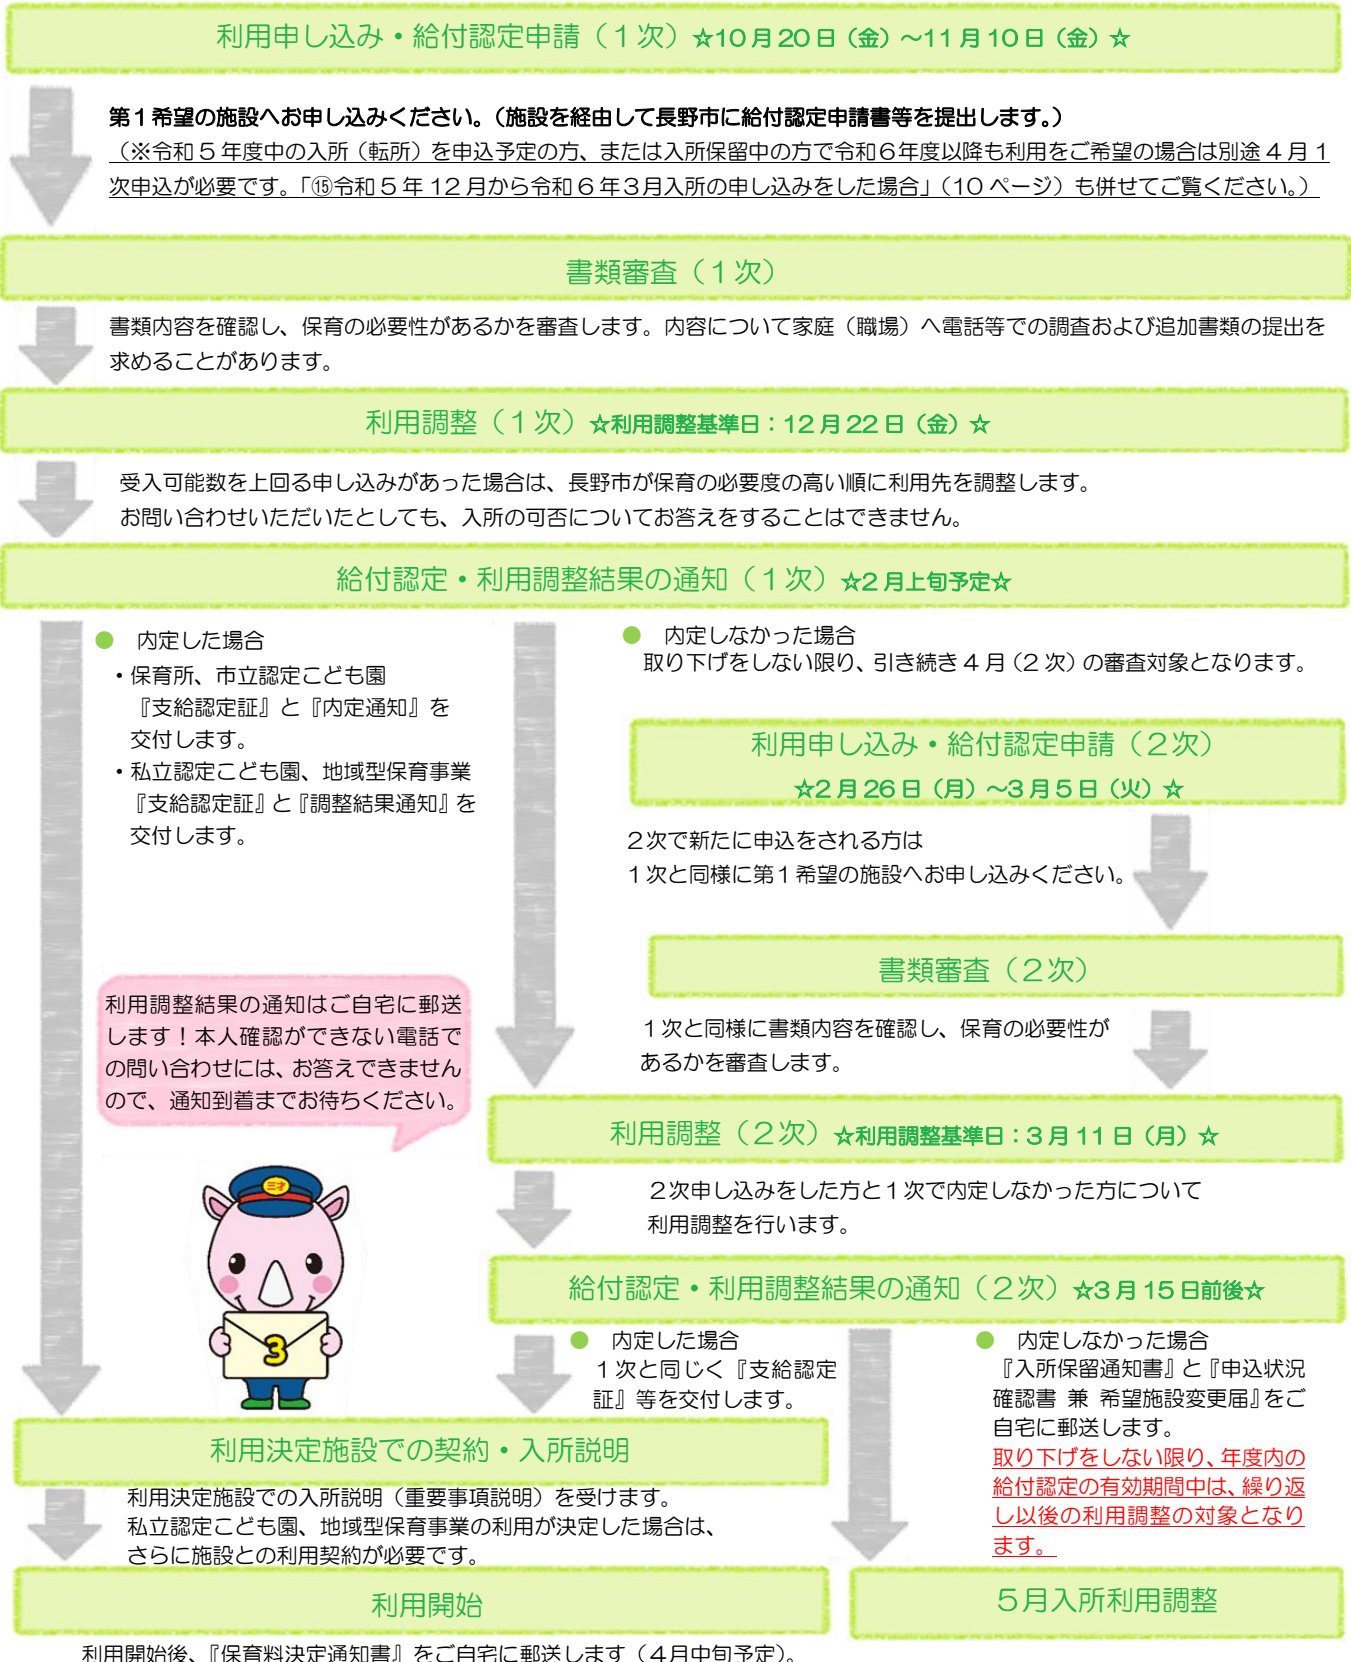 利用申し込み・給付認定申請（１次）☆10月20日（金）～11月10日（金）☆
第１希望の施設へお申し込みください。（施設を経由して長野市に給付認定申請書等を提出します。）
（※令和５年度中の入所（転所）を申込予定の方、または入所保留中の方で令和６年度以降も利用をご希望の場合は別途４月１
次申込が必要です。「⑮令和５年12月から令和６年３月入所の申し込みをした場合」（10ページ）も併せてご覧ください。）
書類審査（１次）
書類内容を確認し、保育の必要性があるかを審査します。内容について家庭（職場）へ電話等での調査および追加書類の提出を
求めることがあります。
利用調整（１次）☆利用調整基準日：12月22日（金）☆
受入可能数を上回る申し込みがあった場合は、長野市が保育の必要度の高い順に利用先を調整します。
お問い合わせいただいたとしても、入所の可否についてお答えをすることはできません。
給付認定・利用調整結果の通知（１次）☆２月上旬予定☆
● 内定した場合
・保育所、市立認定こども園
『支給認定証』と『内定通知』を
交付します。
・私立認定こども園、地域型保育事業
『支給認定証』と『調整結果通知』を
交付します。
● 内定しなかった場合
取り下げをしない限り、引き続き４月（２次）の審査対象となります。
利用申し込み・給付認定申請（２次）
☆２月26日（月）～３月５日（火）☆
２次で新たに申込をされる方は
１次と同様に第１希望の施設へお申し込みください。
書類審査（２次）
１次と同様に書類内容を確認し、保育の必要性が
あるかを審査します。
利用調整結果の通知はご自宅に郵送
します！本人確認ができない電話で
の問い合わせには、お答えできません
ので、通知到着までお待ちください。
利用調整（２次）☆利用調整基準日：３月11日（月）☆
２次申し込みをした方と１次で内定しなかった方について
利用調整を行います。
三才
3
給付認定・利用調整結果の通知（２次）☆３月15日前後☆
● 内定した場合
１次と同じく『支給認定
証』等を交付します。
● 内定しなかった場合
『入所保留通知書』と『申込状況
確認書 兼 希望施設変更届』をご
自宅に郵送します。
取り下げをしない限り、年度内の
給付認定の有効期間中は、繰り返
し以後の利用調整の対象となり
ます。
利用決定施設での契約・入所説明
利用決定施設での入所説明（重要事項説明）を受けます。
私立認定こども園、地域型保育事業の利用が決定した場合は、
さらに施設との利用契約が必要です。
利用開始
５月入所利用調整
利用開始後、『保育料決定通知書』をご自宅に郵送します（４月中旬予定）。